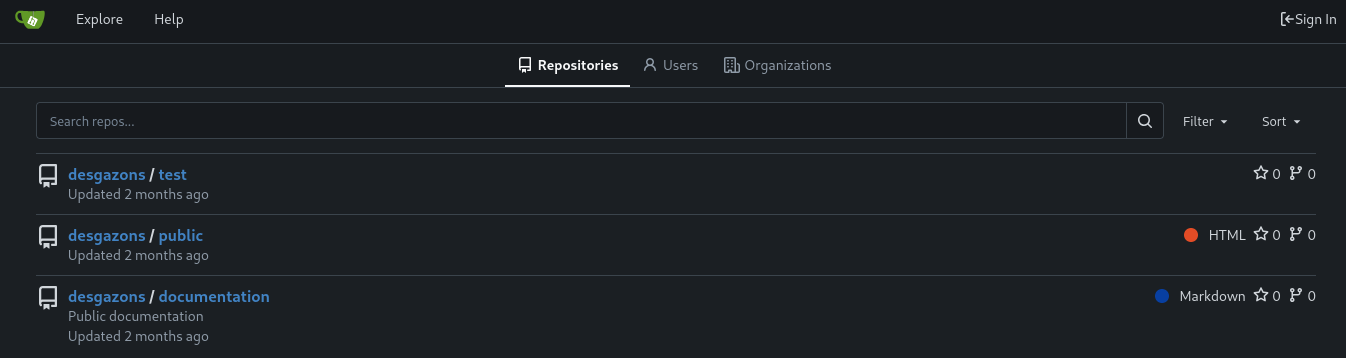 Explore Help Sign In
Repositories Users Organizations
Search repos... Filter Sort
desgazons / test 0 0
Updated 2 months ago
desgazons / public HTML 0 0
Updated 2 months ago
desgazons / documentation Markdown 0 0
Public documentation
Updated 2 months ago